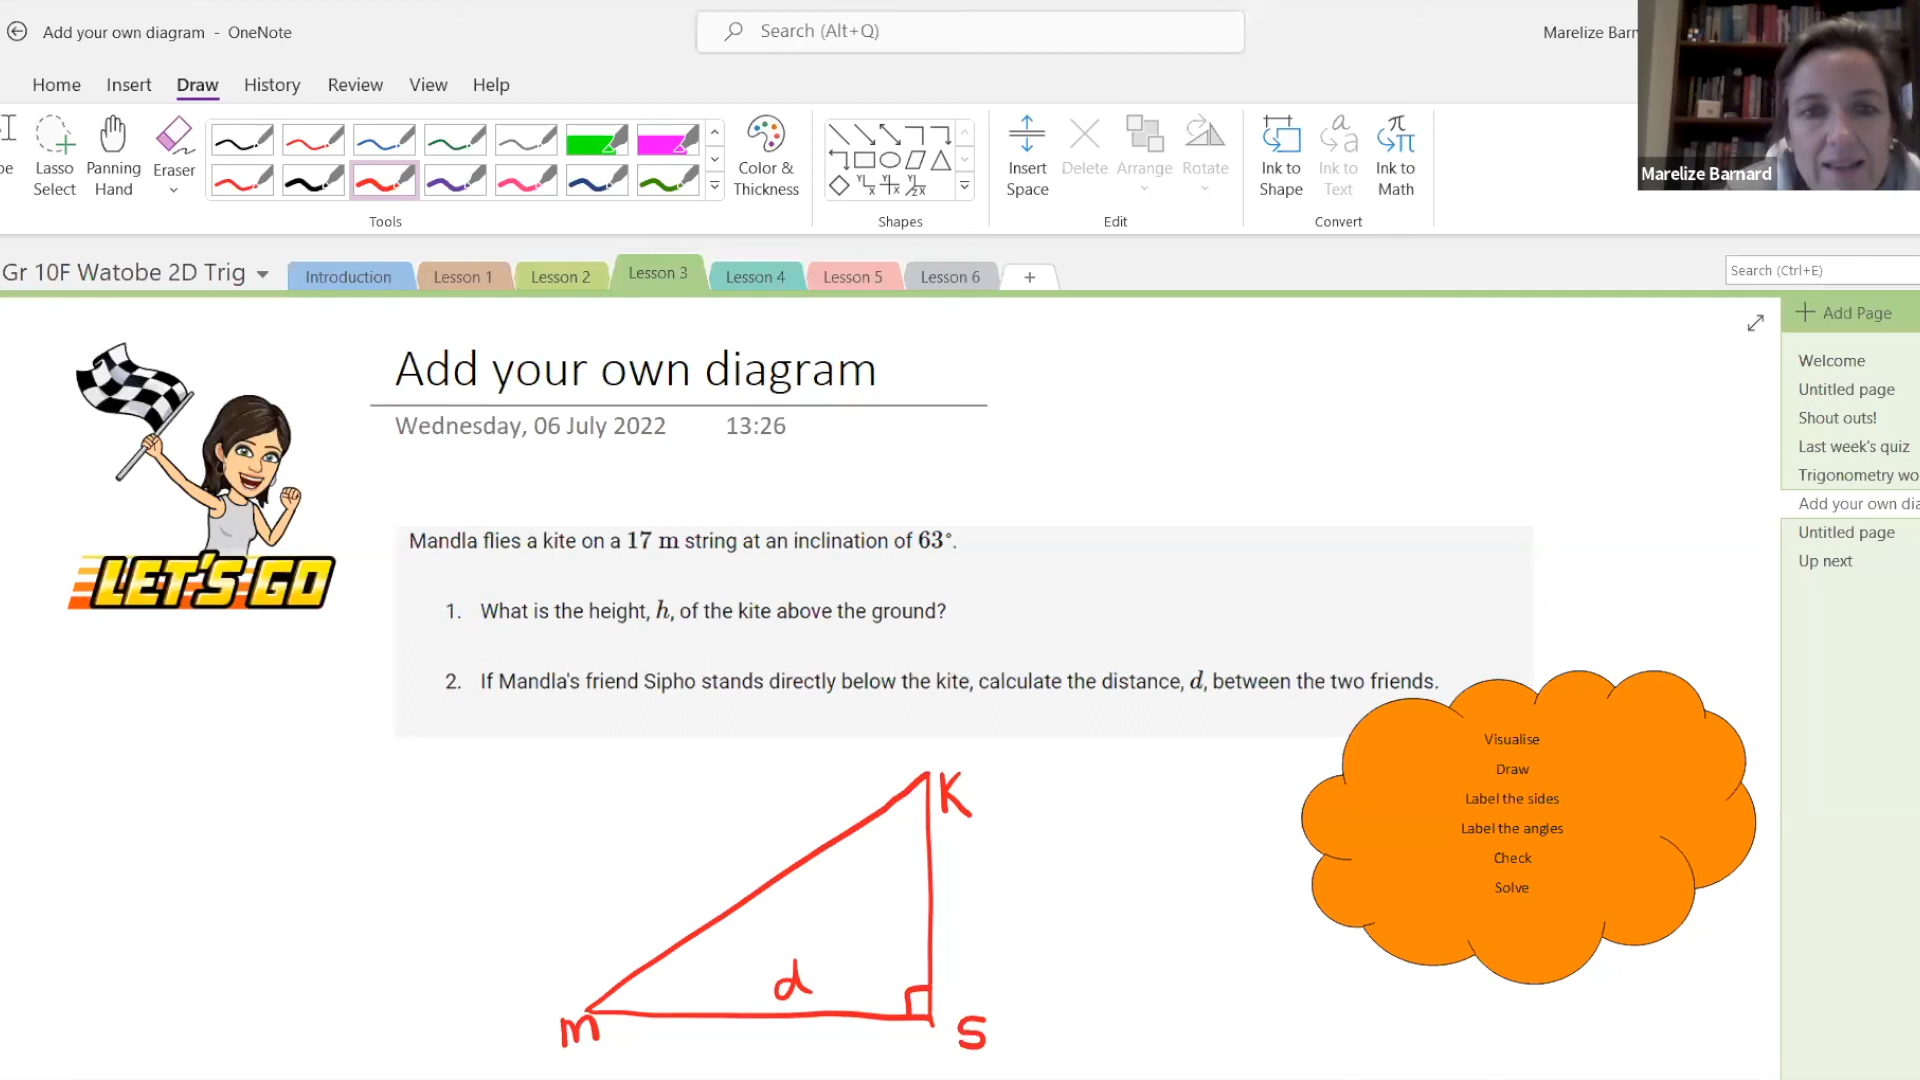 Add your own diagram - OneNote
Search (Alt+Q)
Marelize Barn
Home Insert Draw History Review View Help
Lasso Select
Panning Hand
Eraser
Color & Thickness
Insert Space
Delete
Arrange
Rotate
Ink to Shape
Ink to Text
Ink to Math
Marelize Barnard
Tools
Shapes
Edit
Convert
Gr 10F Watobe 2D Trig
Introduction
Lesson 1
Lesson 2
Lesson 3
Lesson 4
Lesson 5
Lesson 6
+
Search (Ctrl+E)
Add Page
Welcome
Untitled page
Shout outs!
Last week's quiz
Trigonometry wo
Add your own dia
Untitled page
Up next
Add your own diagram
Wednesday, 06 July 2022 13:26
LET'S GO
Mandla flies a kite on a 17 m string at an inclination of 63°.
1. What is the height, h, of the kite above the ground?
2. If Mandla's friend Sipho stands directly below the kite, calculate the distance, d, between the two friends.
Visualise
Draw
Label the sides
Label the angles
Check
Solve
K
d
m
S